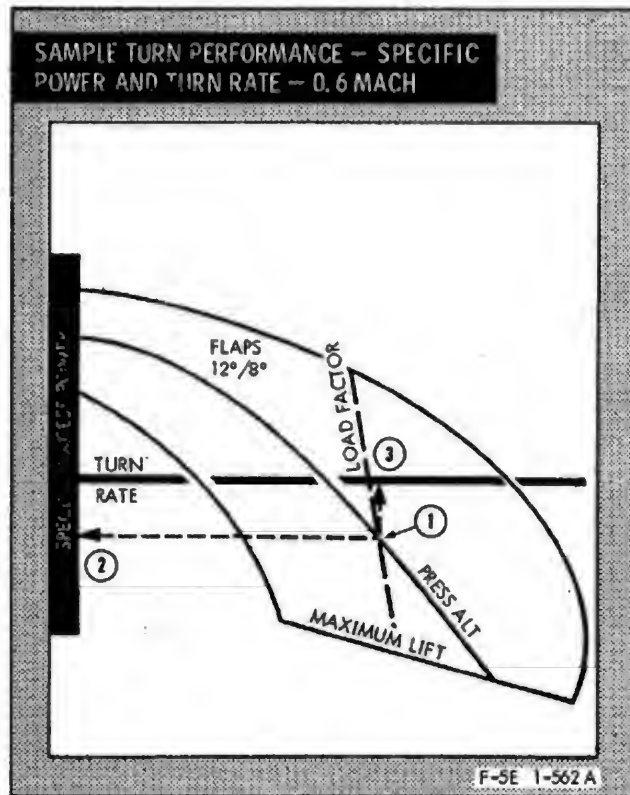 SAMPLE TURN PERFORMANCE – SPECIFIC
POWER AND TURN RATE – 0.6 MACH
FLAPS
12°/8°
LOAD FACTOR
TURN
RATE
3
1
2
PRESS ALT
MAXIMUM LIFT
F-5E 1-562 A